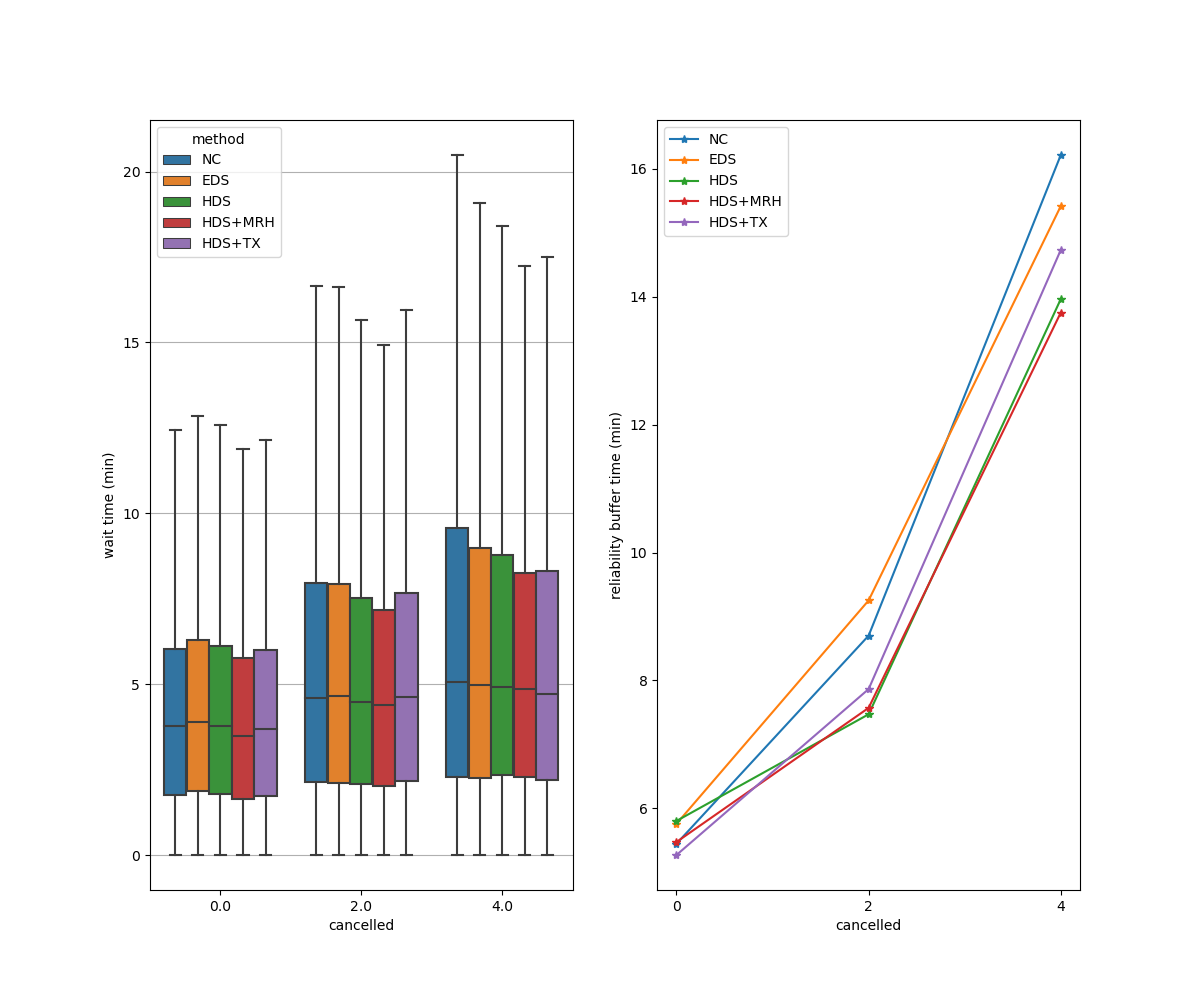 method
NC
EDS
HDS
HDS+MRH
HDS+TX
20
15
10
5
0
wait time (min)
0.0 2.0 4.0
cancelled
NC
EDS
HDS
HDS+MRH
HDS+TX
16
14
12
10
8
6
reliability buffer time (min)
0 2 4
cancelled